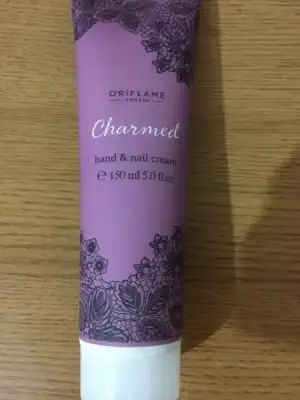 ORIFLAME
SWEDEN
Charmed
hand & nail cream
℮ 150 ml 5.0 fl.oz